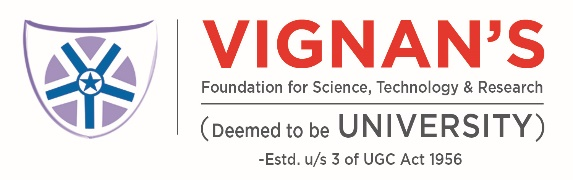 VIGNAN'S
Foundation for Science, Technology & Research
(Deemed to be UNIVERSITY)
-Estd. u/s 3 of UGC Act 1956